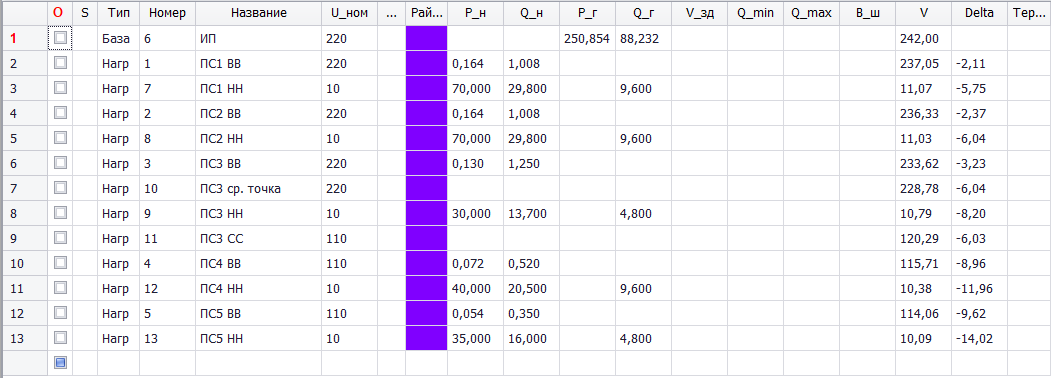 O S Тип Номер Название U_ном ... Рай... P_н Q_н P_г Q_г V_зд Q_min Q_max B_ш V Delta Тер...
1 База 6 ИП 220 250,854 88,232 242,00
2 Нагр 1 ПС1 ВВ 220 0,164 1,008 237,05 -2,11
3 Нагр 7 ПС1 НН 10 70,000 29,800 9,600 11,07 -5,75
4 Нагр 2 ПС2 ВВ 220 0,164 1,008 236,33 -2,37
5 Нагр 8 ПС2 НН 10 70,000 29,800 9,600 11,03 -6,04
6 Нагр 3 ПС3 ВВ 220 0,130 1,250 233,62 -3,23
7 Нагр 10 ПС3 ср. точка 220 228,78 -6,04
8 Нагр 9 ПС3 НН 10 30,000 13,700 4,800 10,79 -8,20
9 Нагр 11 ПС3 СС 110 120,29 -6,03
10 Нагр 4 ПС4 ВВ 110 0,072 0,520 115,71 -8,96
11 Нагр 12 ПС4 НН 10 40,000 20,500 9,600 10,38 -11,96
12 Нагр 5 ПС5 ВВ 110 0,054 0,350 114,06 -9,62
13 Нагр 13 ПС5 НН 10 35,000 16,000 4,800 10,09 -14,02